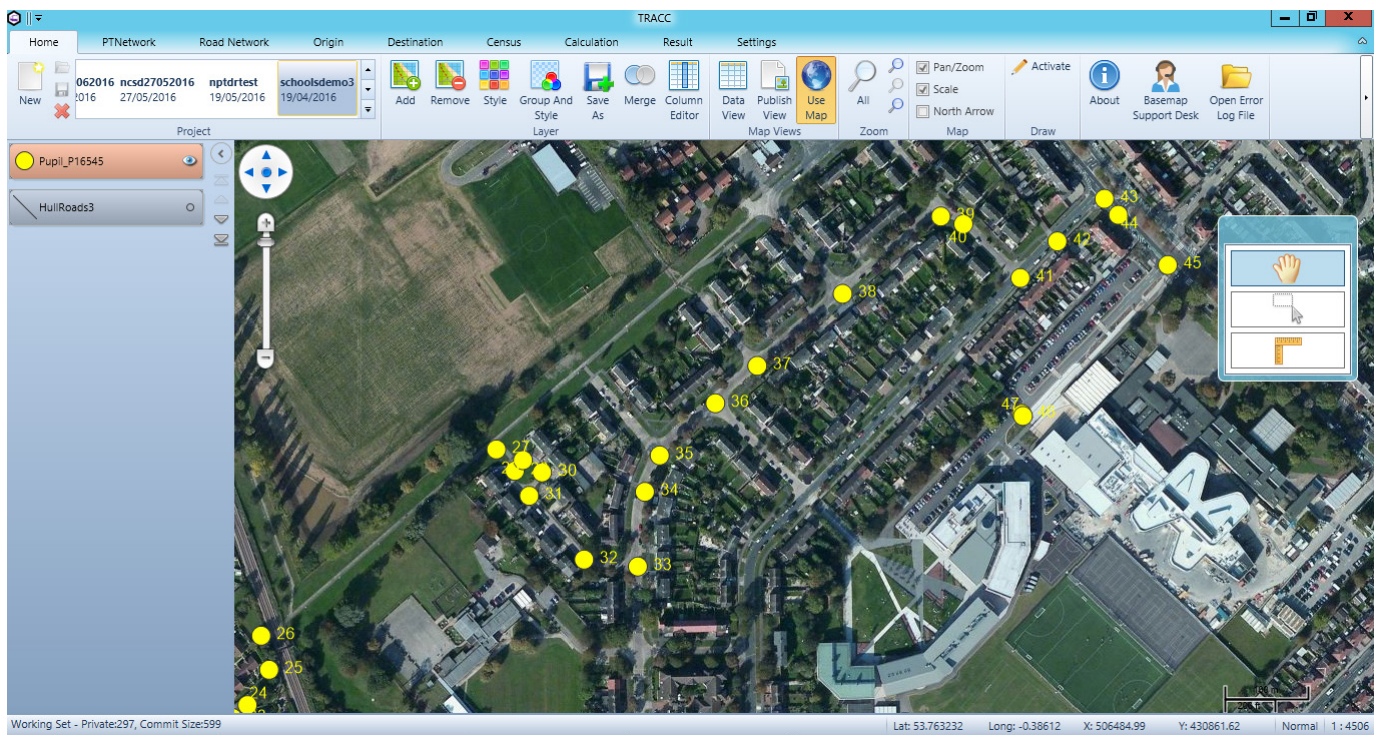 TRACC
Home PTNetwork Road Network Origin Destination Census Calculation Result Settings
New
062016 ncsd27052016 nptdrtest schoolsdemo3
2016 27/05/2016 19/05/2016 19/04/2016
Project
Add Remove Style Group And Style Save As Merge Column Editor
Layer
Data View Publish View Use Map
Map Views
All
Zoom
Pan/Zoom
Scale
North Arrow
Map
Activate
Draw
About Basemap Support Desk Open Error Log File
Pupil_P16545
HullRoads3
43
39
44
40
42
45
41
38
37
36
47
35
27
30
34
31
32
33
26
25
24
Working Set - Private:297, Commit Size:599
Lat: 53.763232 Long: -0.38612 X: 506484.99 Y: 430861.62 Normal 1 : 4506